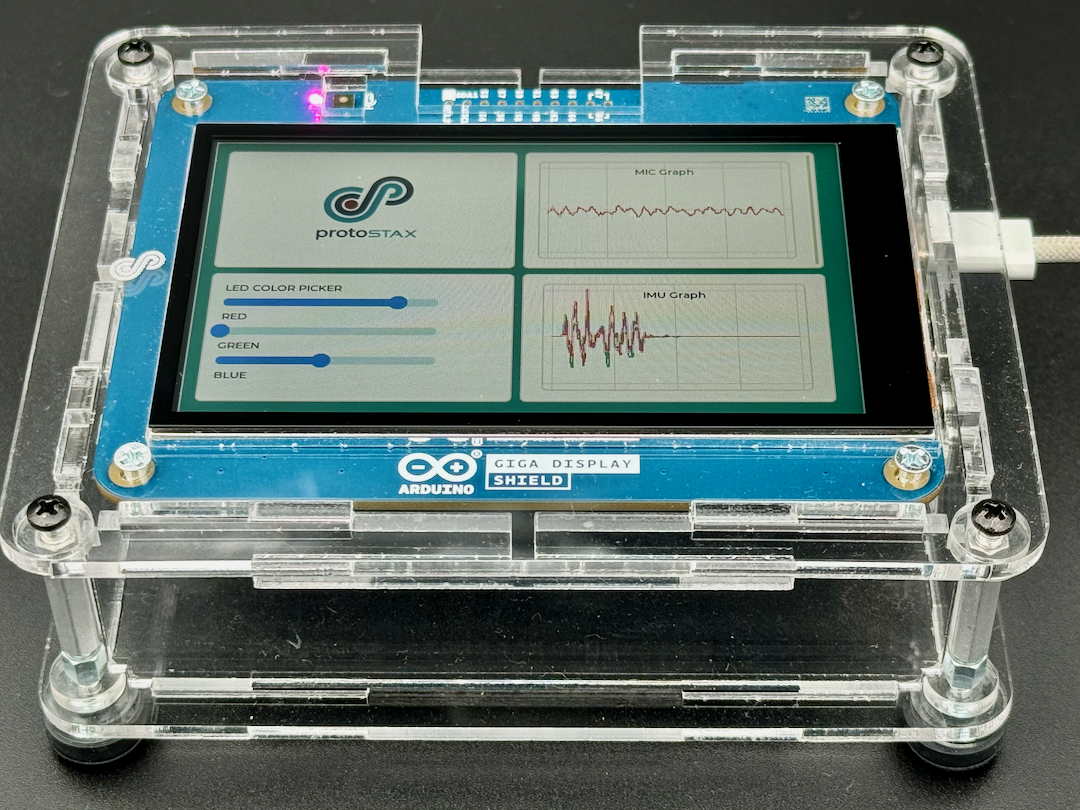 protoSTAX
MIC Graph
LED COLOR PICKER
RED
GREEN
BLUE
IMU Graph
ARDUINO
GIGA DISPLAY
SHIELD